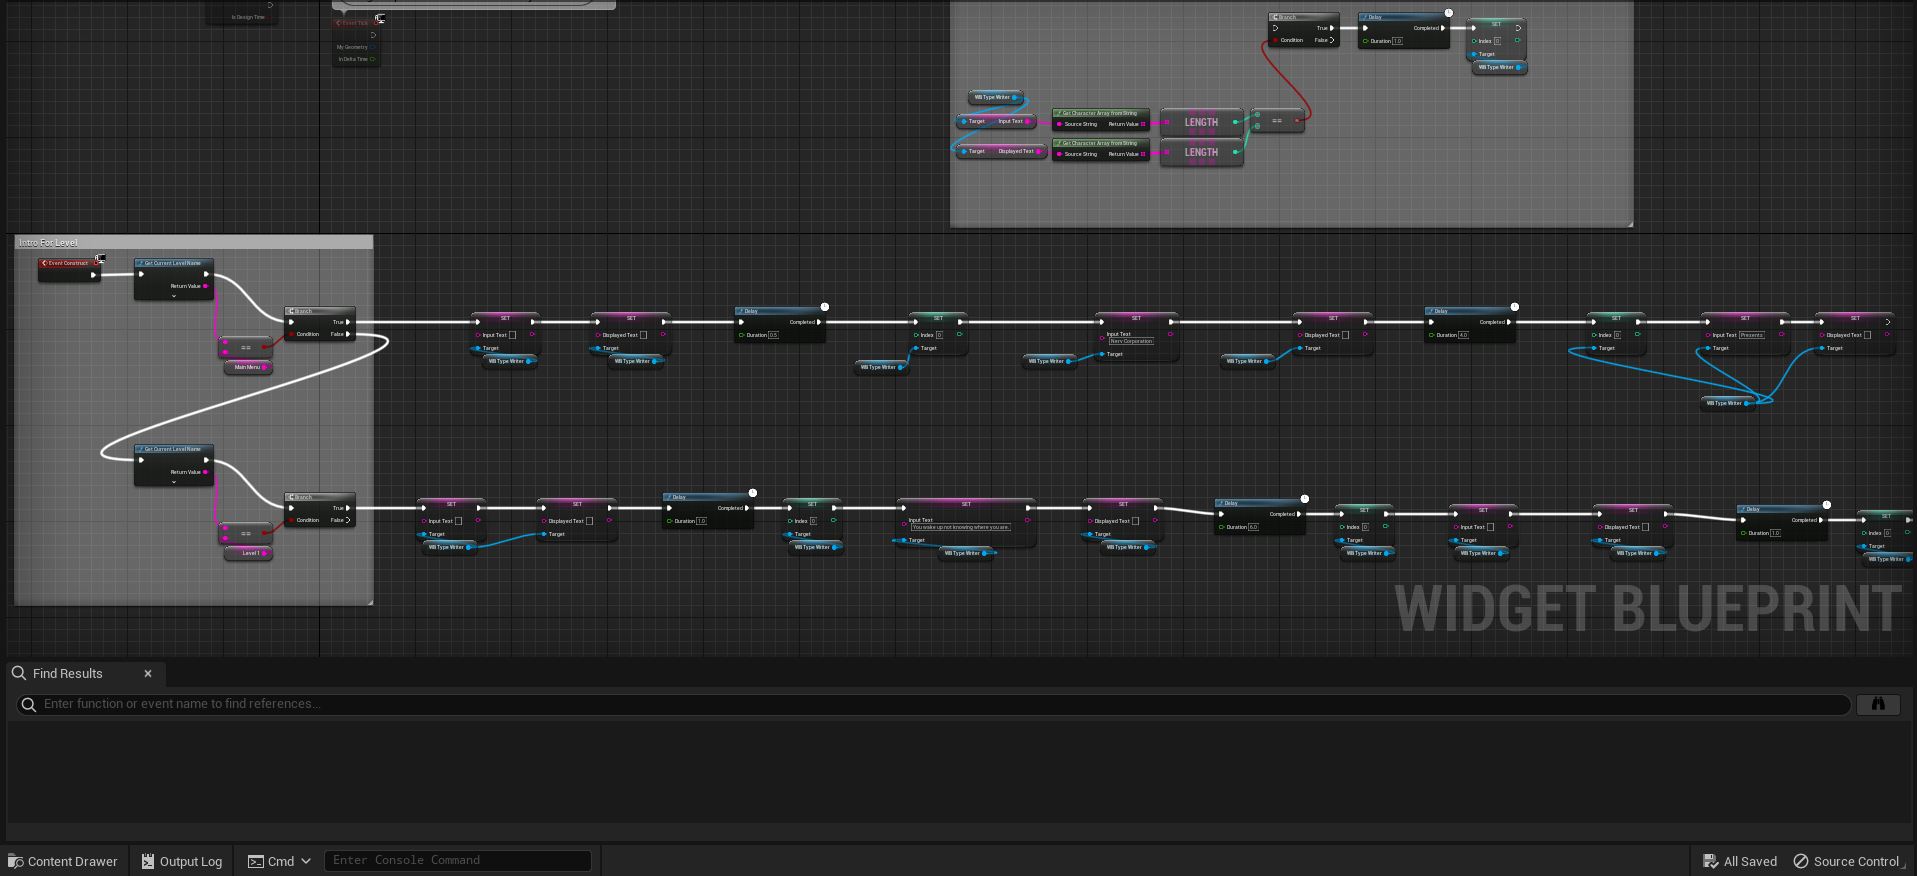 Is Design Time
Event Tick
My Geometry
In Delta Time
Branch
True
Condition
False
Delay
Completed
Duration 1.0
SET
Index 0
Target
WB Type Writer
WB Type Writer
Target Input Text
Get Character Array from String
Source String Return Value
LENGTH
==
Target Displayed Text
Get Character Array from String
Source String Return Value
LENGTH
Intro For Level
Event Construct
Get Current Level Name
Return Value
Branch
True
Condition False
==
Main Menu
SET
Input Text
Target
WB Type Writer
SET
Displayed Text
Target
WB Type Writer
Delay
Completed
Duration 0.5
SET
Index 0
Target
WB Type Writer
SET
Input Text
Nerv Corporation
Target
WB Type Writer
SET
Displayed Text
Target
WB Type Writer
Delay
Completed
Duration 4.0
SET
Index 0
Target
SET
Input Text Presents
Target
SET
Displayed Text
Target
WB Type Writer
Get Current Level Name
Return Value
Branch
True
Condition False
==
Level 1
SET
Input Text
Target
WB Type Writer
SET
Displayed Text
Target
Delay
Completed
Duration 1.0
SET
Index 0
Target
WB Type Writer
SET
Input Text
You wake up not knowing where you are.
Target
WB Type Writer
SET
Displayed Text
Target
WB Type Writer
Delay
Completed
Duration 6.0
SET
Index 0
Target
WB Type Writer
SET
Input Text
Target
WB Type Writer
SET
Displayed Text
Target
WB Type Writer
Delay
Completed
Duration 1.0
SET
Index 0
Target
WB Type Writer
WIDGET BLUEPRINT
Find Results
Enter function or event name to find references...
Content Drawer
Output Log
Cmd
Enter Console Command
All Saved
Source Control